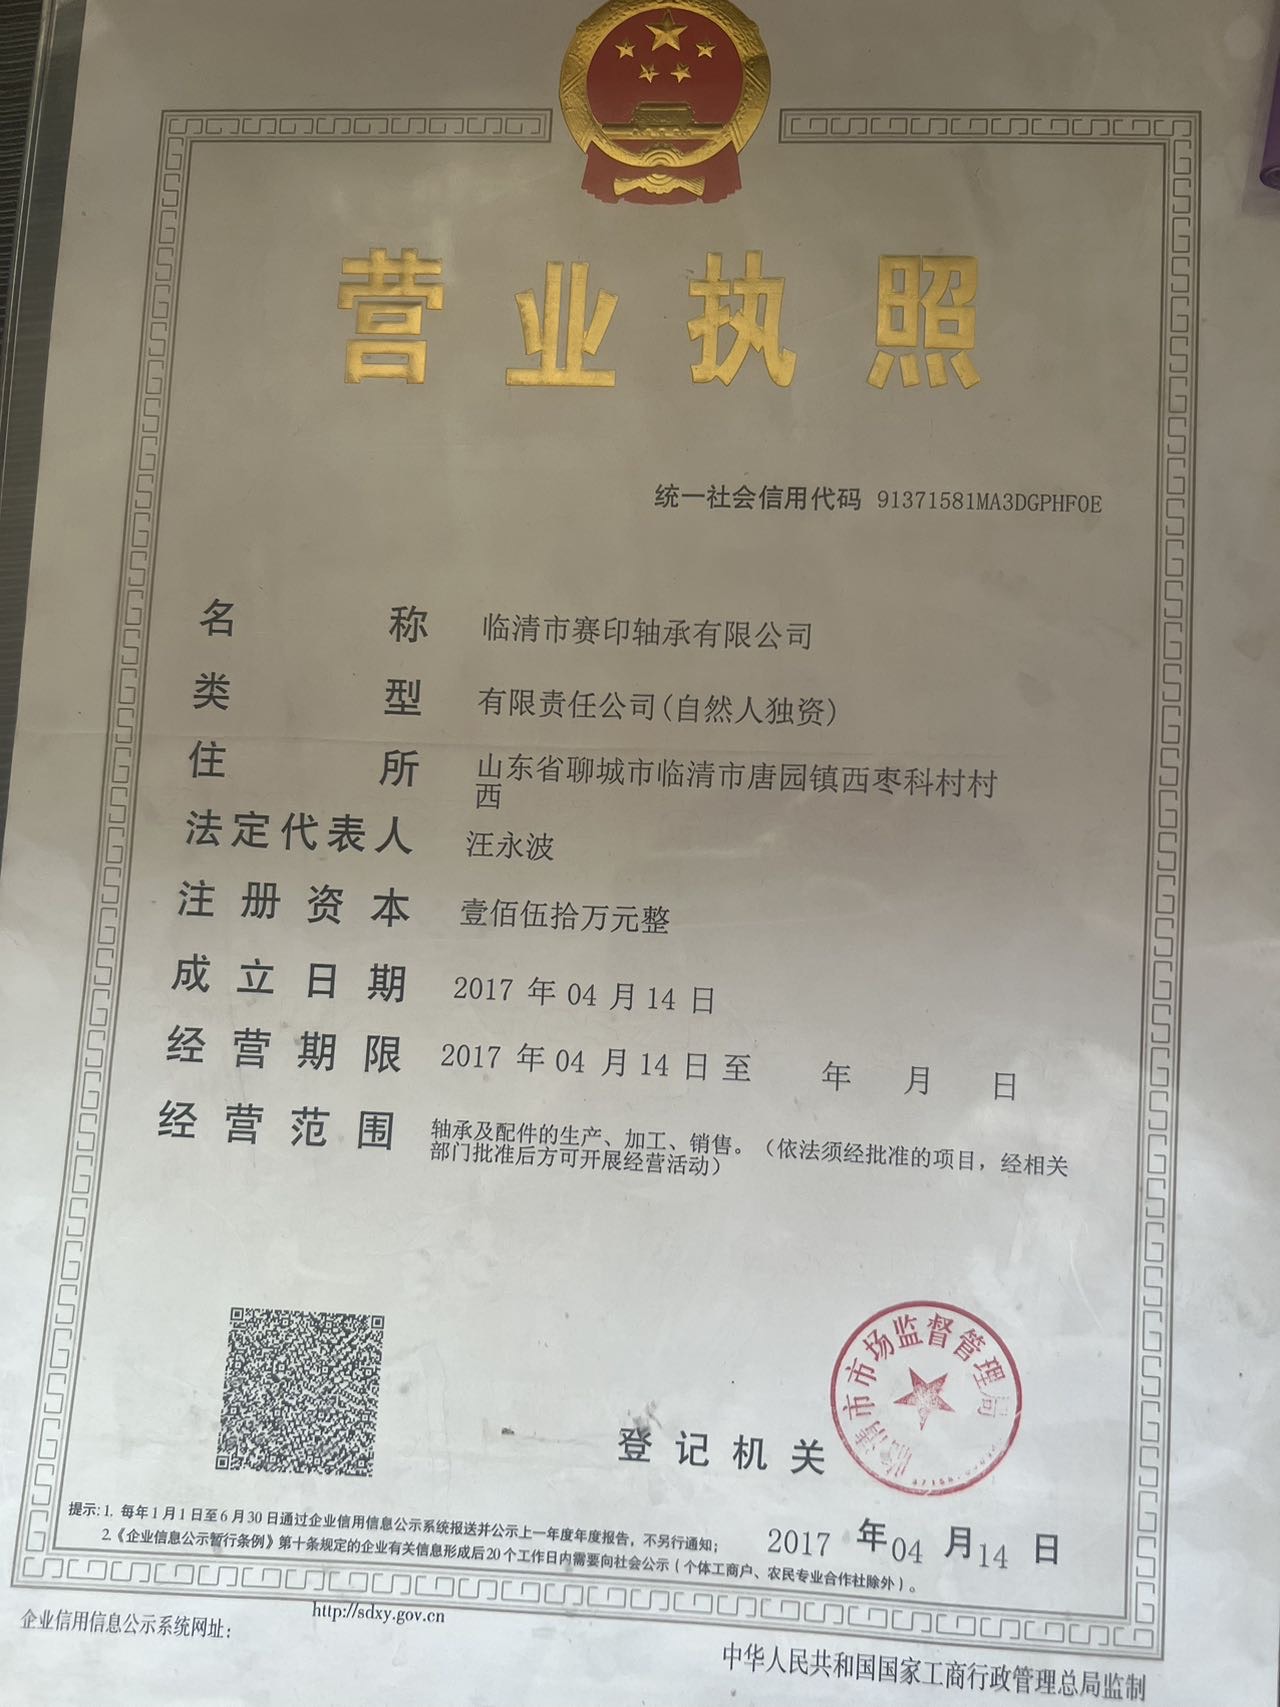 营业执照
统一社会信用代码 91371581MA3DGPHF0E
名称 临清市赛印轴承有限公司
类型 有限责任公司(自然人独资)
住所 山东省聊城市临清市唐园镇西枣科村村
西
法定代表人 汪永波
注册资本 壹佰伍拾万元整
成立日期 2017 年 04 月 14 日
经营期限 2017 年 04 月 14 日 至 年 月 日
经营范围 轴承及配件的生产、加工、销售。（依法须经批准的项目，经相关
部门批准后方可开展经营活动）
临清市市场监督管理局
登记机关
提示: 1. 每年1月1日至6月30日通过企业信用信息公示系统报送并公示上一年度年度报告，不另行通知；
2.《企业信息公示暂行条例》第十条规定的企业有关信息形成后20个工作日内需要向社会公示（个体工商户、农民专业合作社除外）。
2017 年 04 月 14 日
企业信用信息公示系统网址: http://sdxy.gov.cn
中华人民共和国国家工商行政管理总局监制